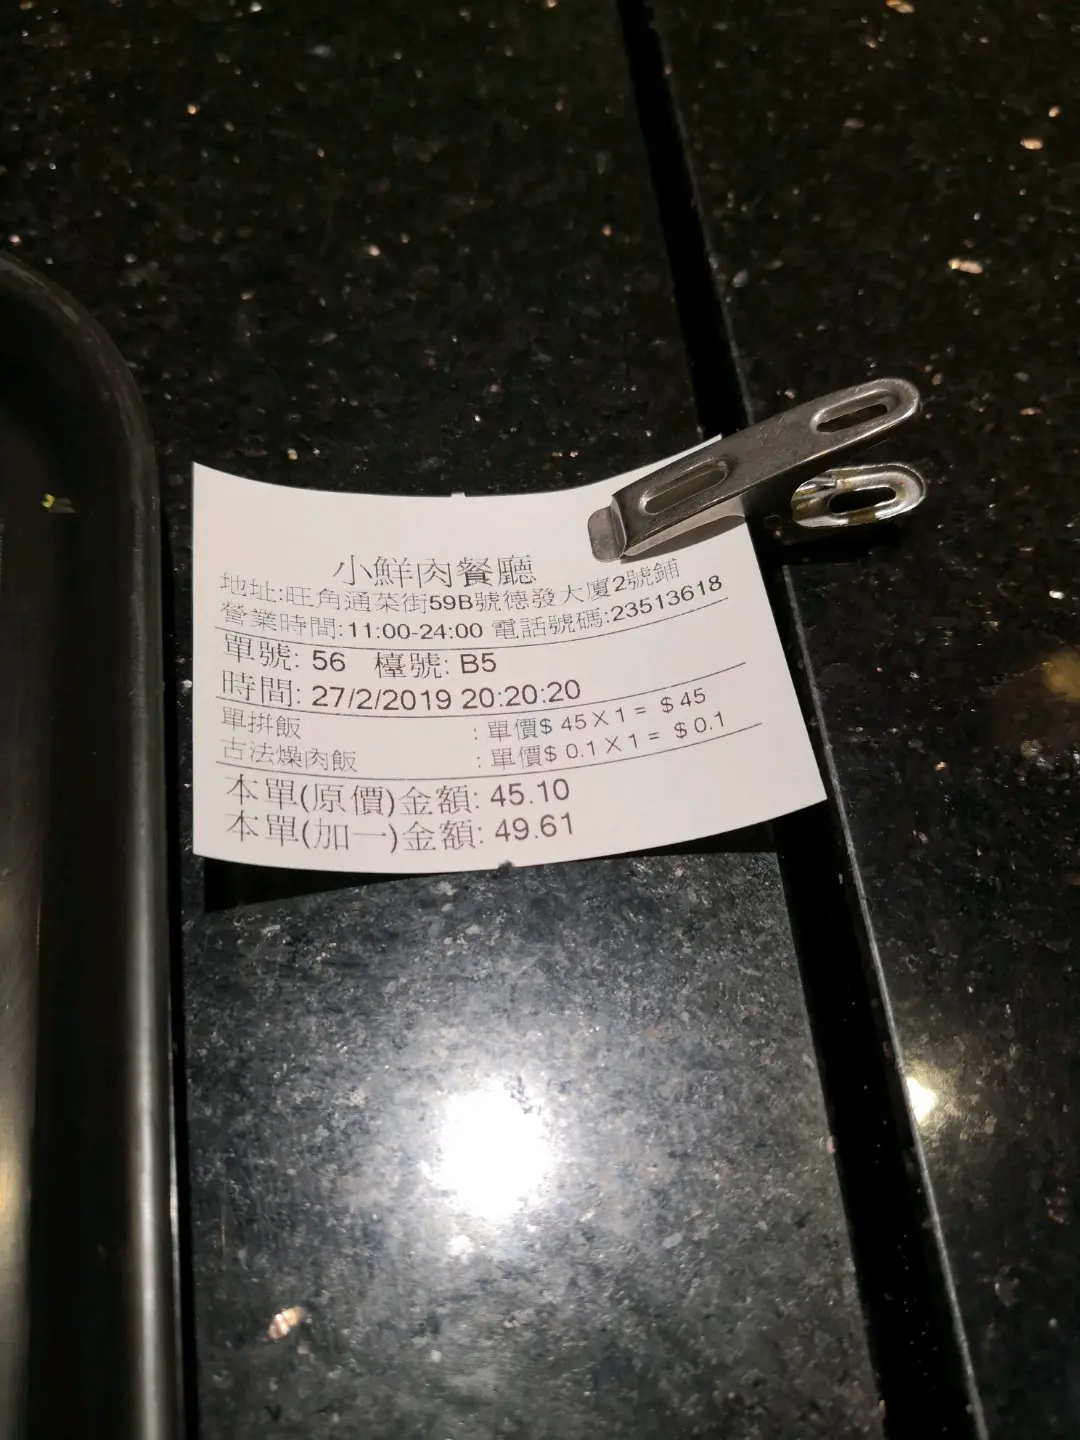 小鮮肉餐廳
地址:旺角通菜街59B號德發大廈2號鋪
營業時間:11:00-24:00 電話號碼:23513618
單號: 56 檯號: B5
時間: 27/2/2019 20:20:20
單拼飯 : 單價$ 45 X 1 = $ 45
古法燥肉飯 : 單價$ 0.1 X 1 = $ 0.1
本單(原價)金額: 45.10
本單(加一)金額: 49.61